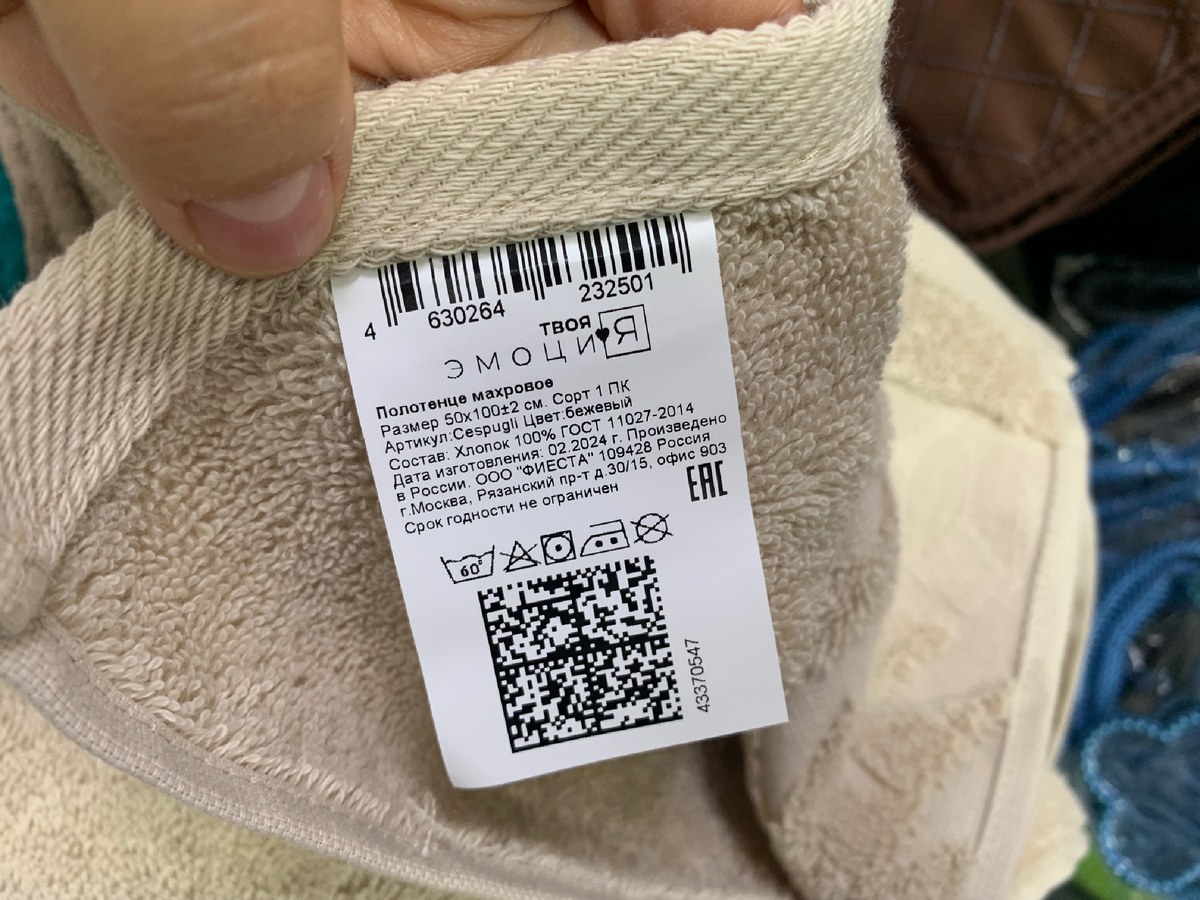 4 630264 232501
ТВОЯ
ЭМОЦИЯ
Полотенце махровое
Размер 50х100±2 см. Сорт 1 ПК
Артикул:Cespugli Цвет:бежевый
Состав: Хлопок 100% ГОСТ 11027-2014
Дата изготовления: 02.2024 г. Произведено
в России. ООО "ФИЕСТА" 109428 Россия
г.Москва, Рязанский пр-т д.30/15, офис 903
Срок годности не ограничен
ЕАС
60°
43370547